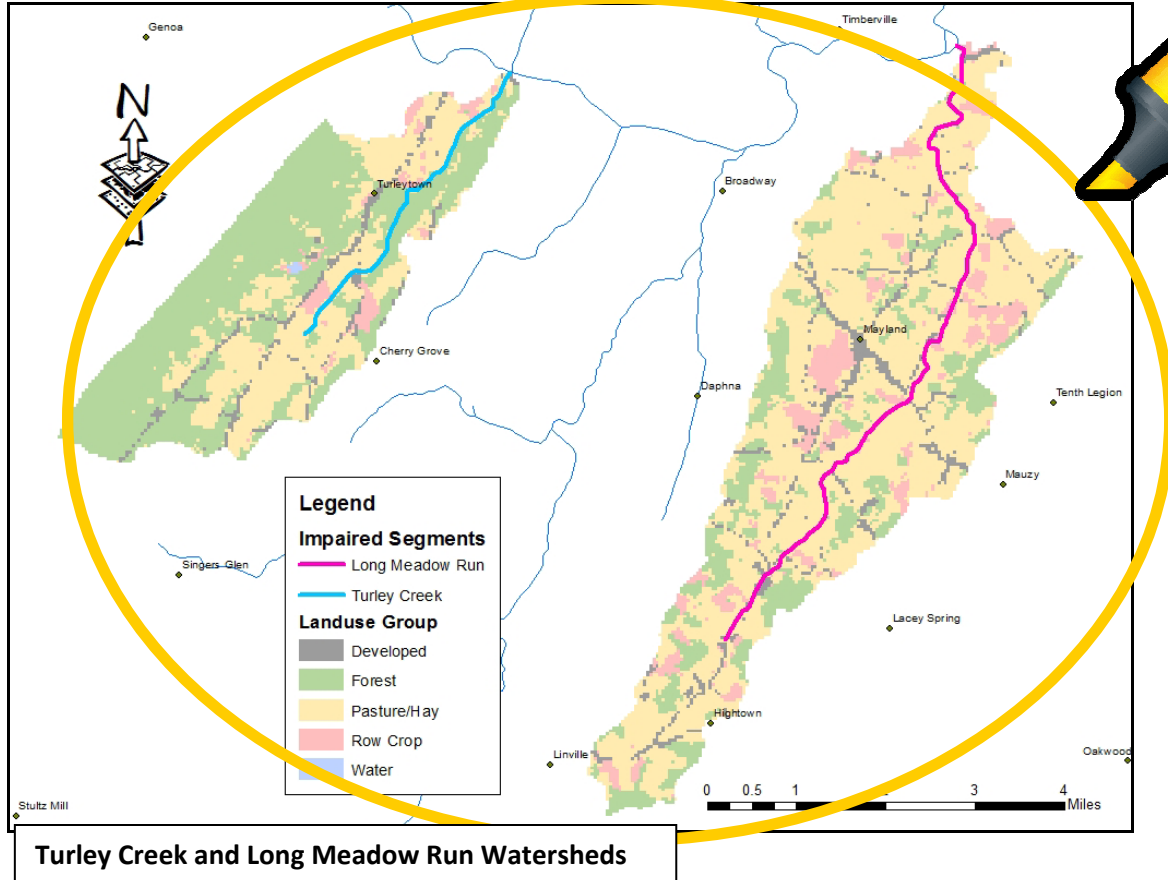 Genoa
Timberville
N
Turleytown
Broadway
Mayland
Cherry Grove
Daphna
Tenth Legion
Mauzy
Legend
Impaired Segments
Long Meadow Run
Turley Creek
Landuse Group
Developed
Forest
Pasture/Hay
Row Crop
Water
Singers Glen
Lacey Spring
Hightown
Linville
Oakwood
Stultz Mill
0 0.5 1 2 3 4
Miles
Turley Creek and Long Meadow Run Watersheds